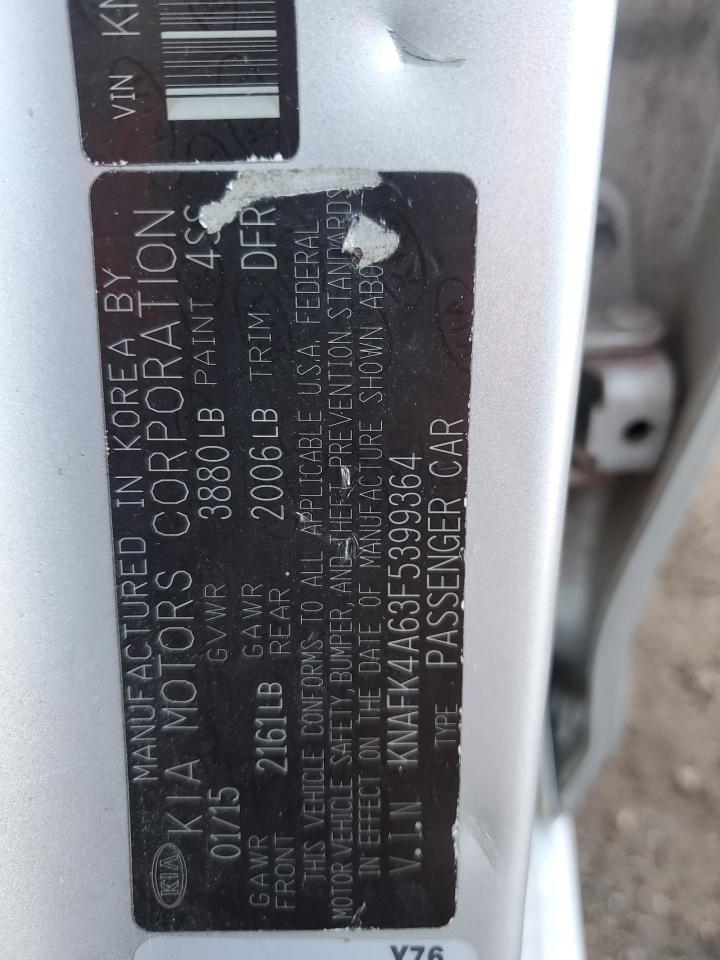 VIN KN
MANUFACTURED IN KOREA BY
KIA MOTORS CORPORATION
01/15 GVWR 3880LB PAINT 4SS
GAWR FRONT 2161LB GAWR REAR. 2006LB TRIM DFR
THIS VEHICLE CONFORMS TO ALL APPLICABLE U.S.A. FEDERAL
MOTOR VEHICLE SAFETY, BUMPER, AND THEFT PREVENTION STANDARDS
IN EFFECT ON THE DATE OF MANUFACTURE SHOWN ABO
V.I.N KNAFK4A63F5399364
TYPE PASSENGER CAR
KIA
Y76